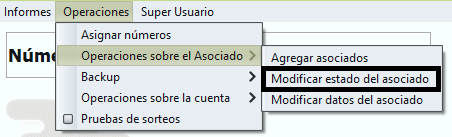 Informes Operaciones Super Usuario
Asignar números
Operaciones sobre el Asociado
Agregar asociados
Modificar estado del asociado
Modificar datos del asociado
Backup
Operaciones sobre la cuenta
Pruebas de sorteos
Núme